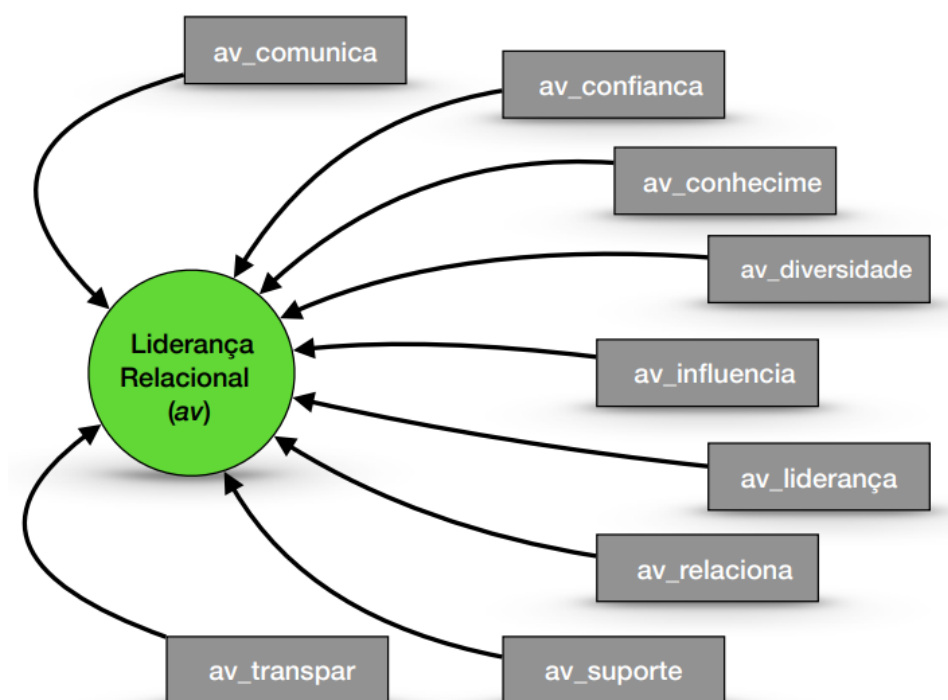 av_comunica
av_confianca
av_conhecime
av_diversidade
Liderança
Relacional
(av)
av_influencia
av_liderança
av_relaciona
av_transpar
av_suporte